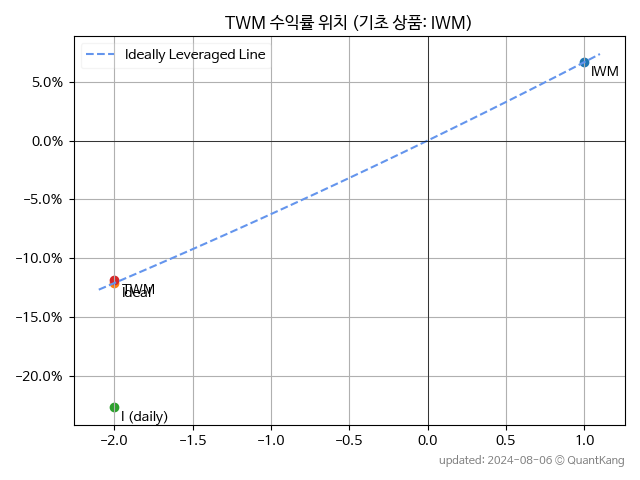 TWM 수익률 위치 (기초 상품: IWM)
Ideally Leveraged Line
IWM
5.0%
0.0%
-5.0%
-10.0%
-15.0%
-20.0%
TWM
ideal
I (daily)
-2.0
-1.5
-1.0
-0.5
0.0
0.5
1.0
updated: 2024-08-06 © QuantKang